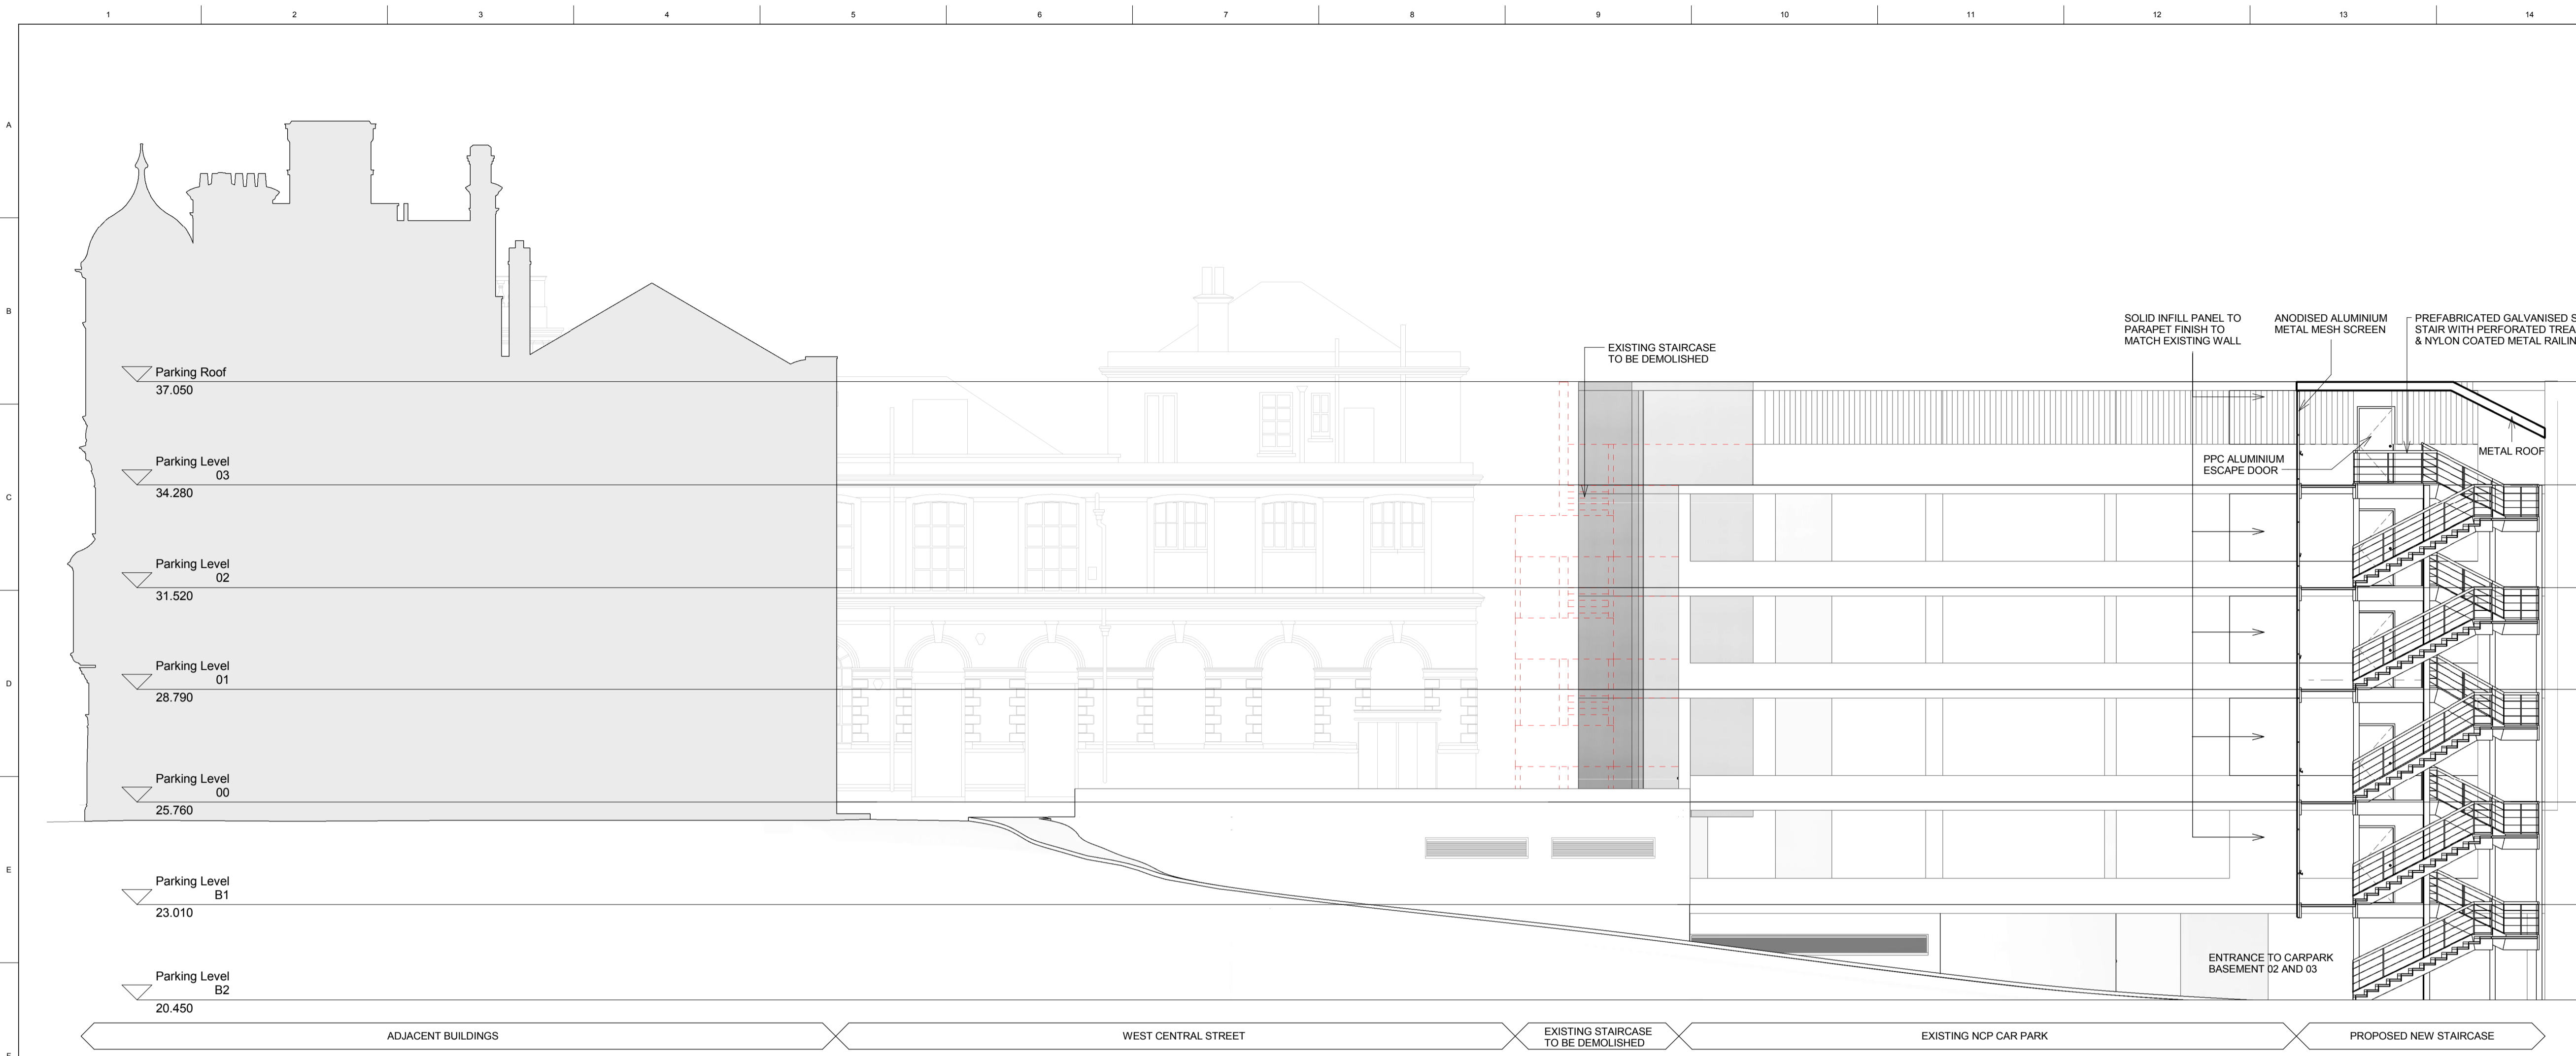 1 2 3 4 5 6 7 8 9 10 11 12 13 14
A
B
C
D
E
SOLID INFILL PANEL TO
PARAPET FINISH TO
MATCH EXISTING WALL
ANODISED ALUMINIUM
METAL MESH SCREEN
PREFABRICATED GALVANISED S
STAIR WITH PERFORATED TREA
& NYLON COATED METAL RAILIN
EXISTING STAIRCASE
TO BE DEMOLISHED
Parking Roof
37.050
METAL ROOF
PPC ALUMINIUM
ESCAPE DOOR
Parking Level
03
34.280
Parking Level
02
31.520
Parking Level
01
28.790
Parking Level
00
25.760
Parking Level
B1
23.010
ENTRANCE TO CARPARK
BASEMENT 02 AND 03
Parking Level
B2
20.450
ADJACENT BUILDINGS
WEST CENTRAL STREET
EXISTING STAIRCASE
TO BE DEMOLISHED
EXISTING NCP CAR PARK
PROPOSED NEW STAIRCASE